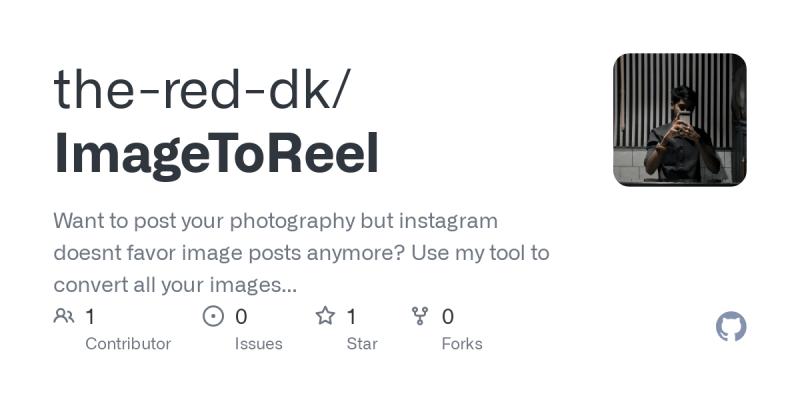 the-red-dk/
ImageToReel
Want to post your photography but instagram
doesnt favor image posts anymore? Use my tool to
convert all your images...
1
Contributor
0
Issues
1
Star
0
Forks